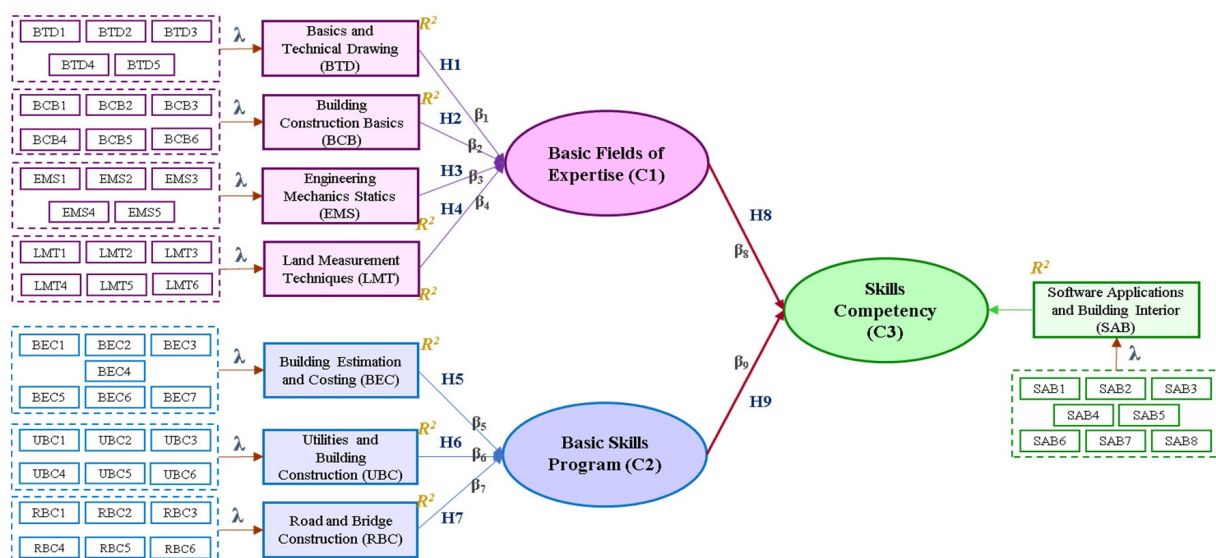 BTD1 BTD2 BTD3
BTD4 BTD5
λ
Basics and
Technical Drawing
(BTD)
R²
H1
β1
BCB1 BCB2 BCB3
BCB4 BCB5 BCB6
λ
Building
Construction Basics
(BCB)
R²
H2
β2
EMS1 EMS2 EMS3
EMS4 EMS5
λ
Engineering
Mechanics Statics
(EMS)
R²
H3
β3
LMT1 LMT2 LMT3
LMT4 LMT5 LMT6
λ
Land Measurement
Techniques (LMT)
R²
H4
β4
Basic Fields of
Expertise (C1)
H8
β8
BEC1 BEC2 BEC3
BEC4
BEC5 BEC6 BEC7
λ
Building Estimation
and Costing (BEC)
R²
H5
β5
UBC1 UBC2 UBC3
UBC4 UBC5 UBC6
λ
Utilities and
Building
Construction (UBC)
R²
H6
β6
RBC1 RBC2 RBC3
RBC4 RBC5 RBC6
λ
Road and Bridge
Construction (RBC)
R²
β7
H7
Basic Skills
Program (C2)
β9
H9
Skills
Competency
(C3)
R²
Software Applications
and Building Interior
(SAB)
λ
SAB1 SAB2 SAB3
SAB4 SAB5
SAB6 SAB7 SAB8